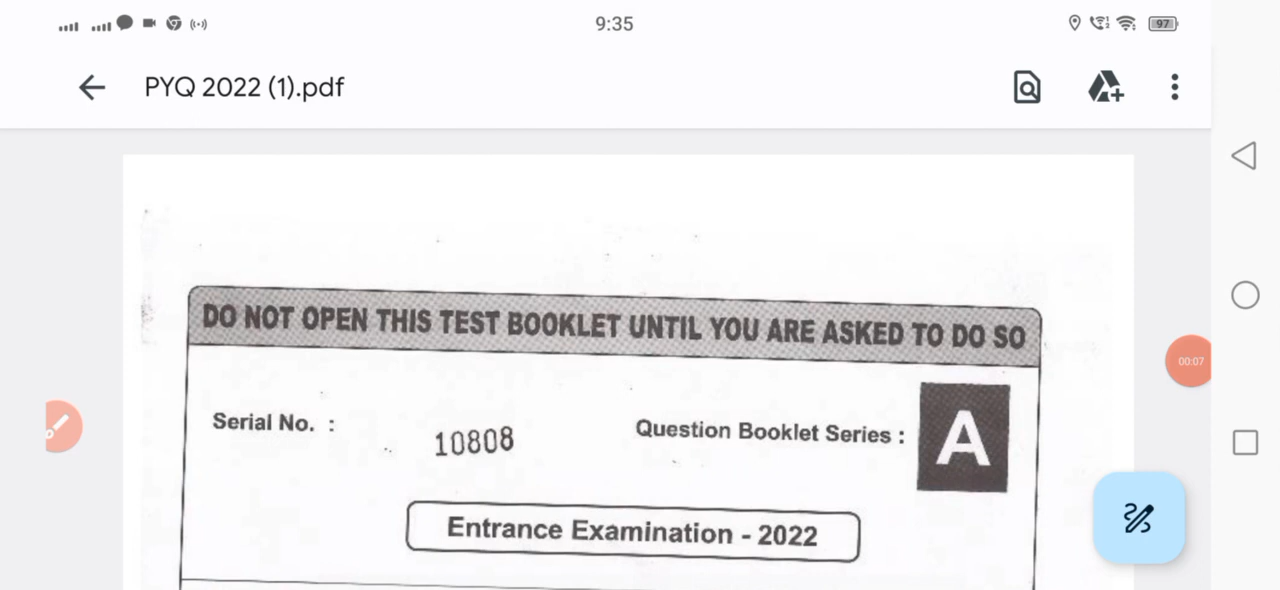 9:35
97
PYQ 2022 (1).pdf
DO NOT OPEN THIS TEST BOOKLET UNTIL YOU ARE ASKED TO DO SO
Serial No. :
10808
Question Booklet Series :
A
00:07
Entrance Examination - 2022